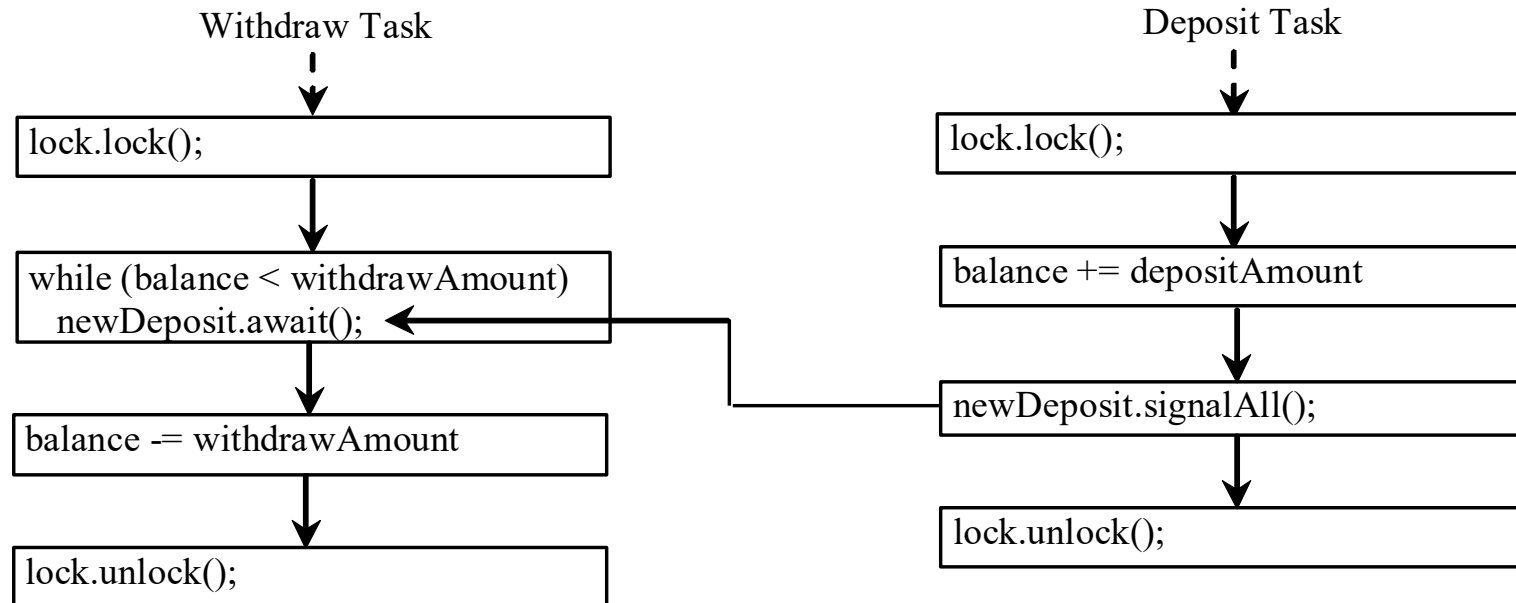 Withdraw Task
lock.lock();
while (balance < withdrawAmount)
newDeposit.await();
balance -= withdrawAmount
lock.unlock();
Deposit Task
lock.lock();
balance += depositAmount
newDeposit.signalAll();
lock.unlock();